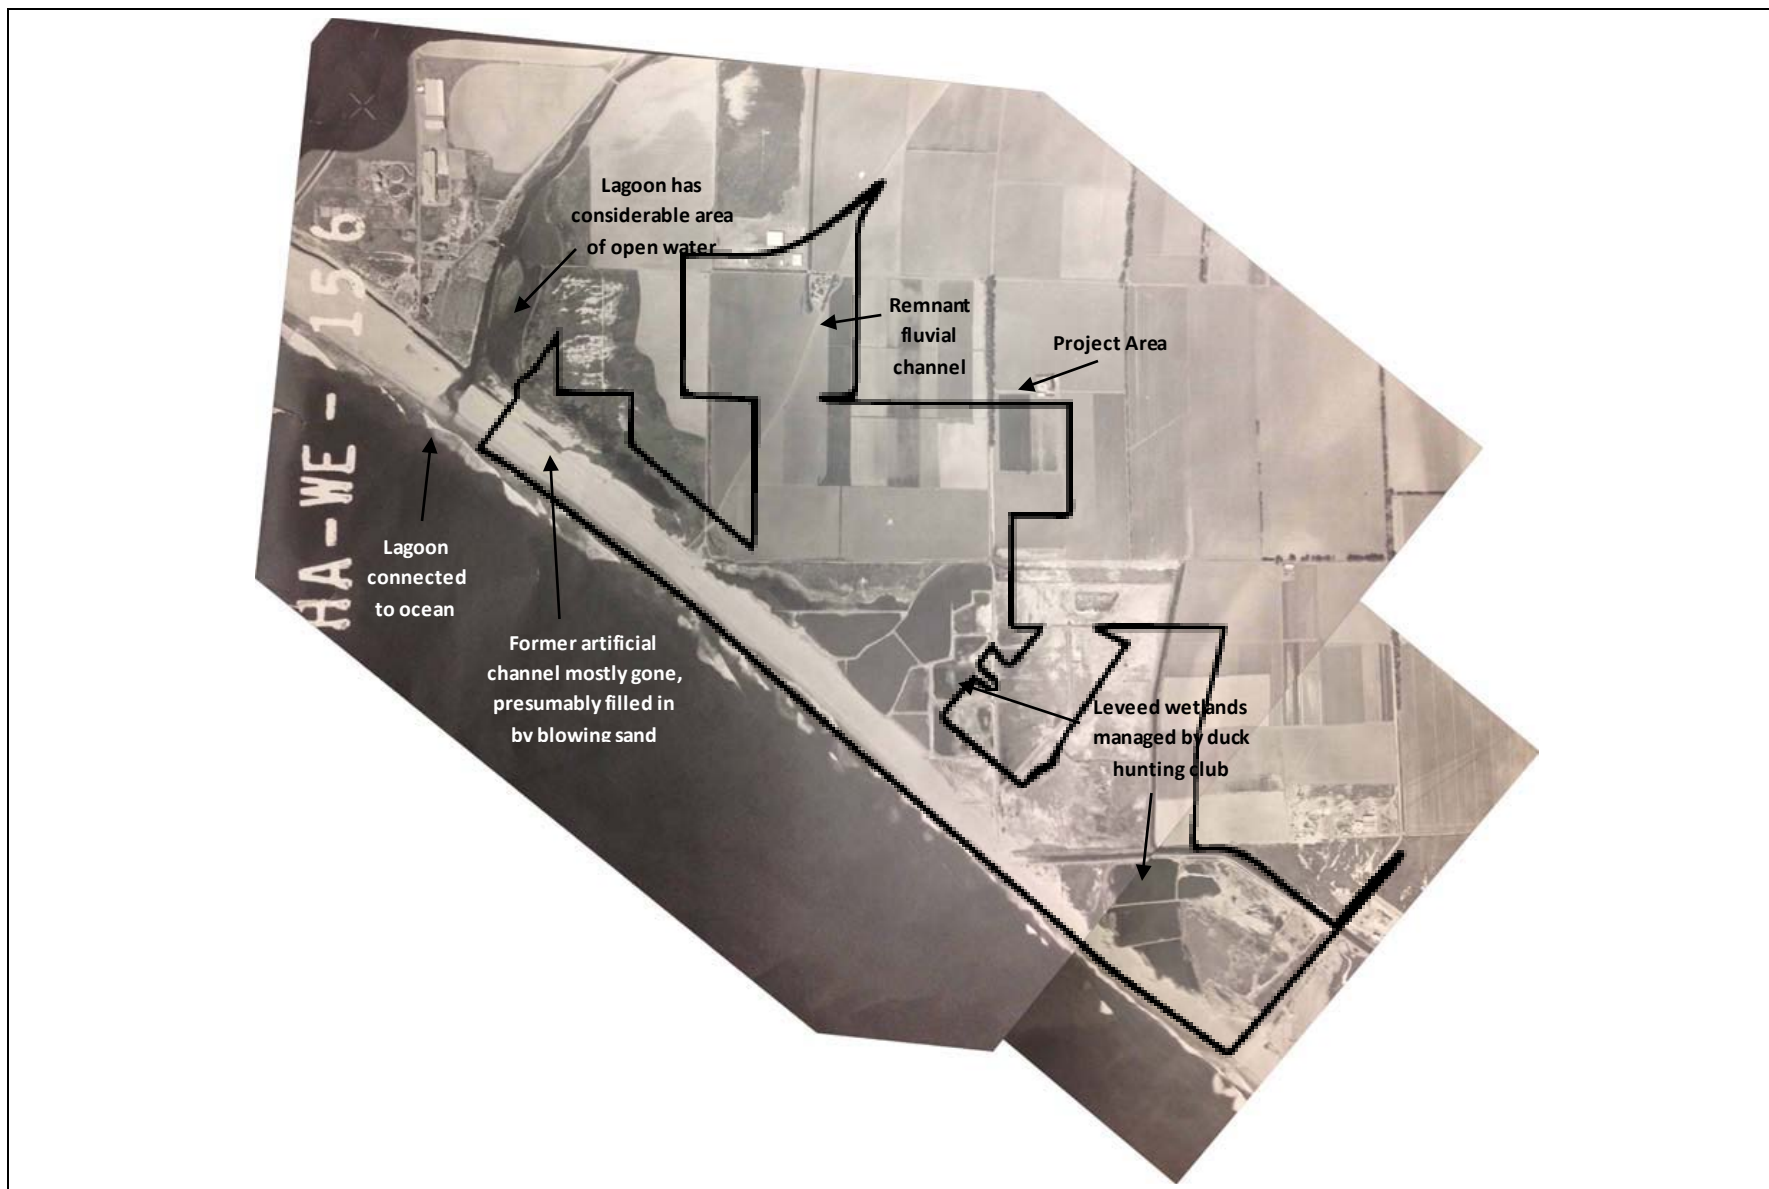 HA-WE - 156
Lagoon has
considerable area
of open water
Remnant
fluvial
channel
Project Area
Lagoon
connected
to ocean
Former artificial
channel mostly gone,
presumably filled in
by blowing sand
Leveed wetlands
managed by duck
hunting club